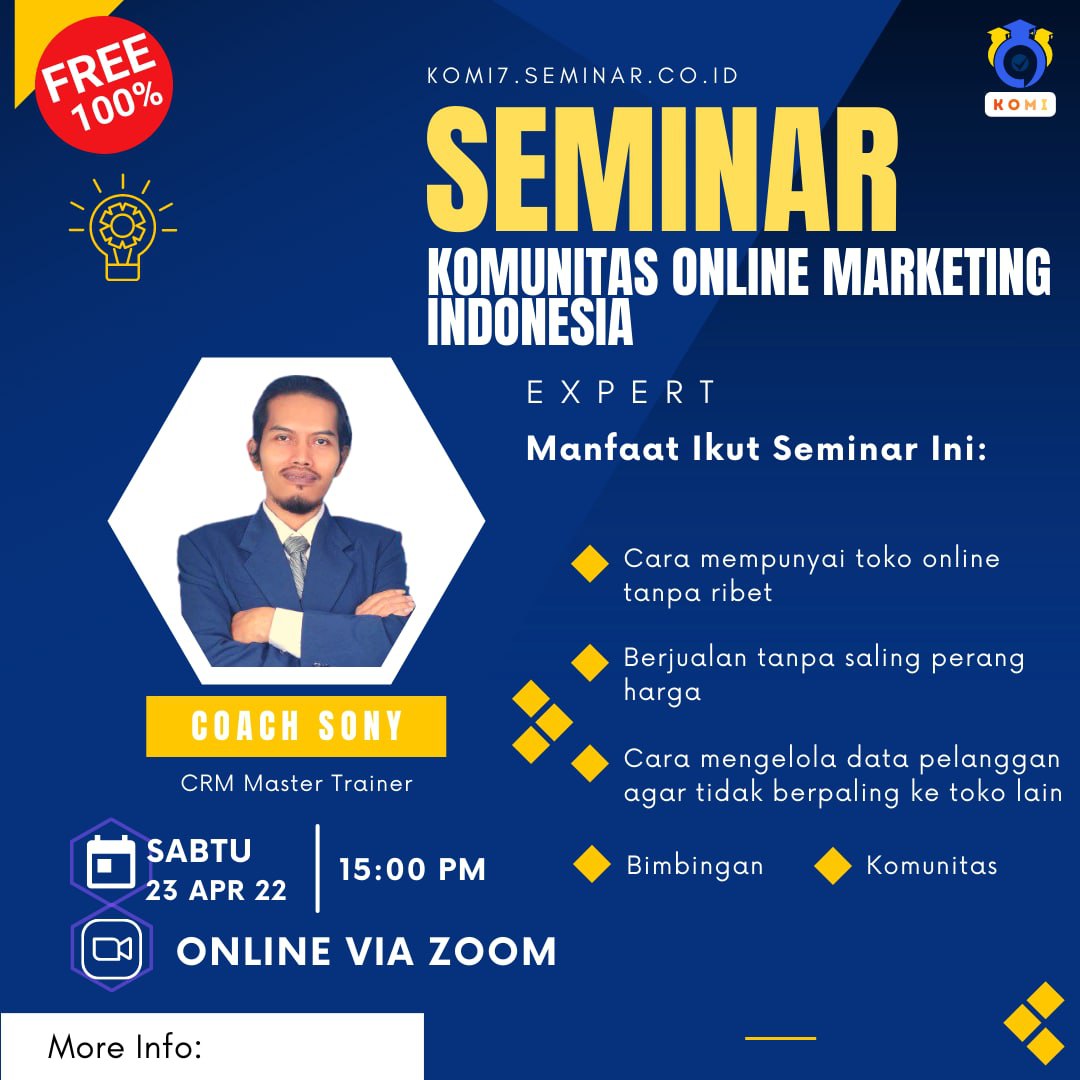 FREE
100%
KOMI7.SEMINAR.CO.ID
KOMI
SEMINAR
KOMUNITAS ONLINE MARKETING
INDONESIA
EXPERT
Manfaat Ikut Seminar Ini:
Cara mempunyai toko online
tanpa ribet
Berjualan tanpa saling perang
harga
Cara mengelola data pelanggan
agar tidak berpaling ke toko lain
Bimbingan
Komunitas
COACH SONY
CRM Master Trainer
SABTU
23 APR 22
15:00 PM
ONLINE VIA ZOOM
More Info: